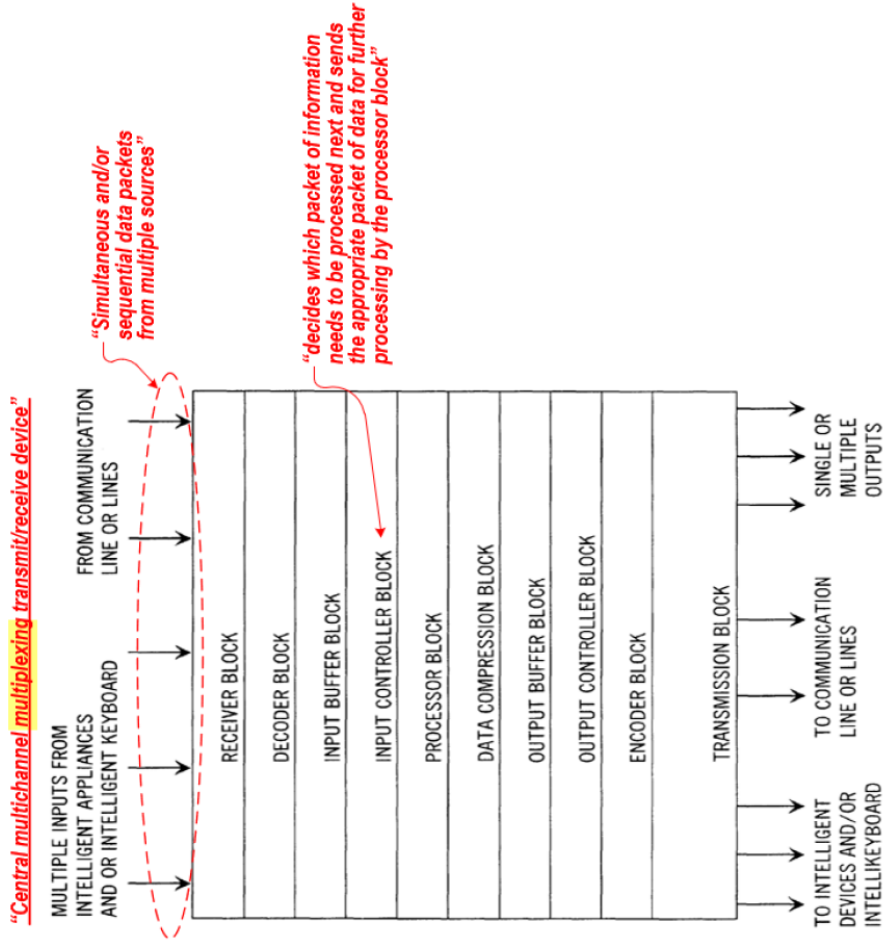 “Central multichannel multiplexing transmit/receive device”
MULTIPLE INPUTS FROM
INTELLIGENT APPLIANCES
AND OR INTELLIGENT KEYBOARD
FROM COMMUNICATION
LINE OR LINES
“Simultaneous and/or
sequential data packets
from multiple sources”
RECEIVER BLOCK
DECODER BLOCK
INPUT BUFFER BLOCK
INPUT CONTROLLER BLOCK
“decides which packet of information
needs to be processed next and sends
the appropriate packet of data for further
processing by the processor block”
PROCESSOR BLOCK
DATA COMPRESSION BLOCK
OUTPUT BUFFER BLOCK
OUTPUT CONTROLLER BLOCK
ENCODER BLOCK
TRANSMISSION BLOCK
TO INTELLIGENT
DEVICES AND/OR
INTELLIKEYBOARD
TO COMMUNICATION
LINE OR LINES
SINGLE OR
MULTIPLE
OUTPUTS